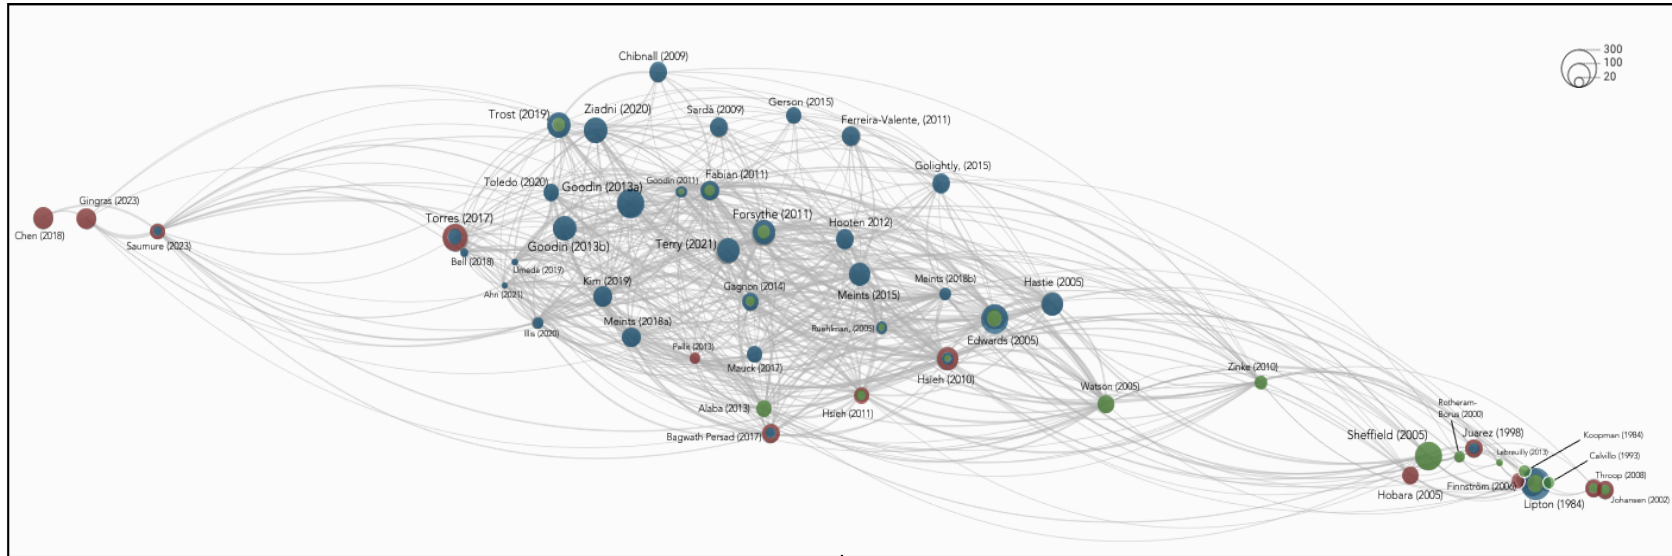 Chibnall (2009)
300
100
20
Trost (2019)
Ziadni (2020)
Sardà (2009)
Gerson (2015)
Ferreira-Valente, (2011)
Golightly, (2015)
Toledo (2020)
Goodin (2013a)
Goodin (2011)
Fabian (2011)
Gingras (2023)
Chen (2018)
Saumure (2023)
Torres (2017)
Forsythe (2011)
Hooten 2012)
Goodin (2013b)
Terry (2021)
Bell (2018)
Umeda (2019)
Kim (2019)
Gagnon (2014)
Meints (2015)
Meints (2018b)
Hastie (2005)
Ahn (2021)
Illis (2020)
Meints (2018a)
Ruehlman, (2005)
Edwards (2005)
Pallit (2013)
Mauck (2017)
Hsieh (2010)
Zinke (2010)
Watson (2005)
Alaba (2013)
Hsieh (2011)
Bagwath Persad (2017)
Rotheram-
Borus (2000)
Sheffield (2005)
Juarez (1998)
Koopman (1984)
Lebreuilly (2013)
Calvillo (1993)
Throop (2008)
Hobara (2005)
Finnström (2006)
Lipton (1984)
Johansen (2002)